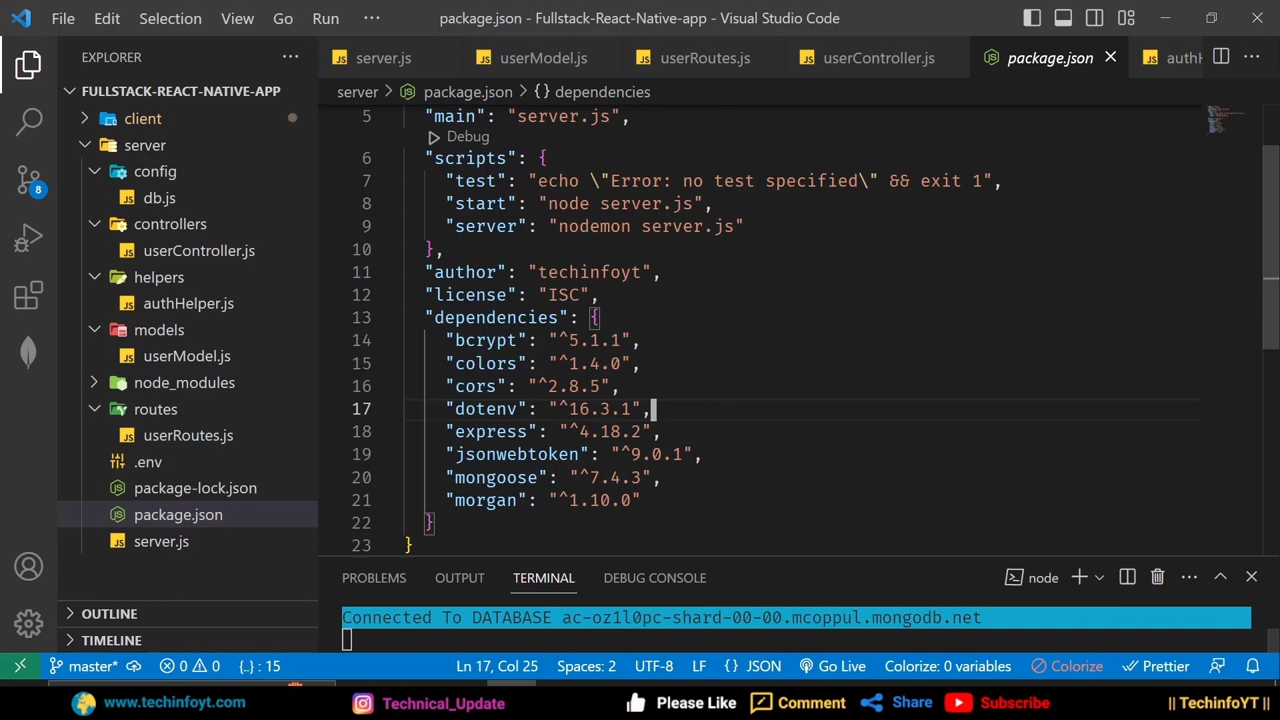 File Edit Selection View Go Run ··· package.json - Fullstack-React-Native-app - Visual Studio Code
EXPLORER ···
server.js userModel.js userRoutes.js userController.js package.json authH
FULLSTACK-REACT-NATIVE-APP
client
server
config
db.js
controllers
userController.js
helpers
authHelper.js
models
userModel.js
node_modules
routes
userRoutes.js
.env
package-lock.json
package.json
server.js
OUTLINE
TIMELINE
8
server > package.json > {} dependencies
5 "main": "server.js",
Debug
6 "scripts": {
7 "test": "echo \"Error: no test specified\" && exit 1",
8 "start": "node server.js",
9 "server": "nodemon server.js"
10 },
11 "author": "techinfoyt",
12 "license": "ISC",
13 "dependencies": {
14 "bcrypt": "^5.1.1",
15 "colors": "^1.4.0",
16 "cors": "^2.8.5",
17 "dotenv": "^16.3.1",
18 "express": "^4.18.2",
19 "jsonwebtoken": "^9.0.1",
20 "mongoose": "^7.4.3",
21 "morgan": "^1.10.0"
22 }
23 }
PROBLEMS OUTPUT TERMINAL DEBUG CONSOLE node
Connected To DATABASE ac-oz1l0pc-shard-00-00.mcoppul.mongodb.net
master* 0 0 {..} : 15 Ln 17, Col 25 Spaces: 2 UTF-8 LF {} JSON Go Live Colorize: 0 variables Colorize Prettier
www.techinfoyt.com Technical_Update Please Like Comment Share Subscribe || TechinfoYT ||